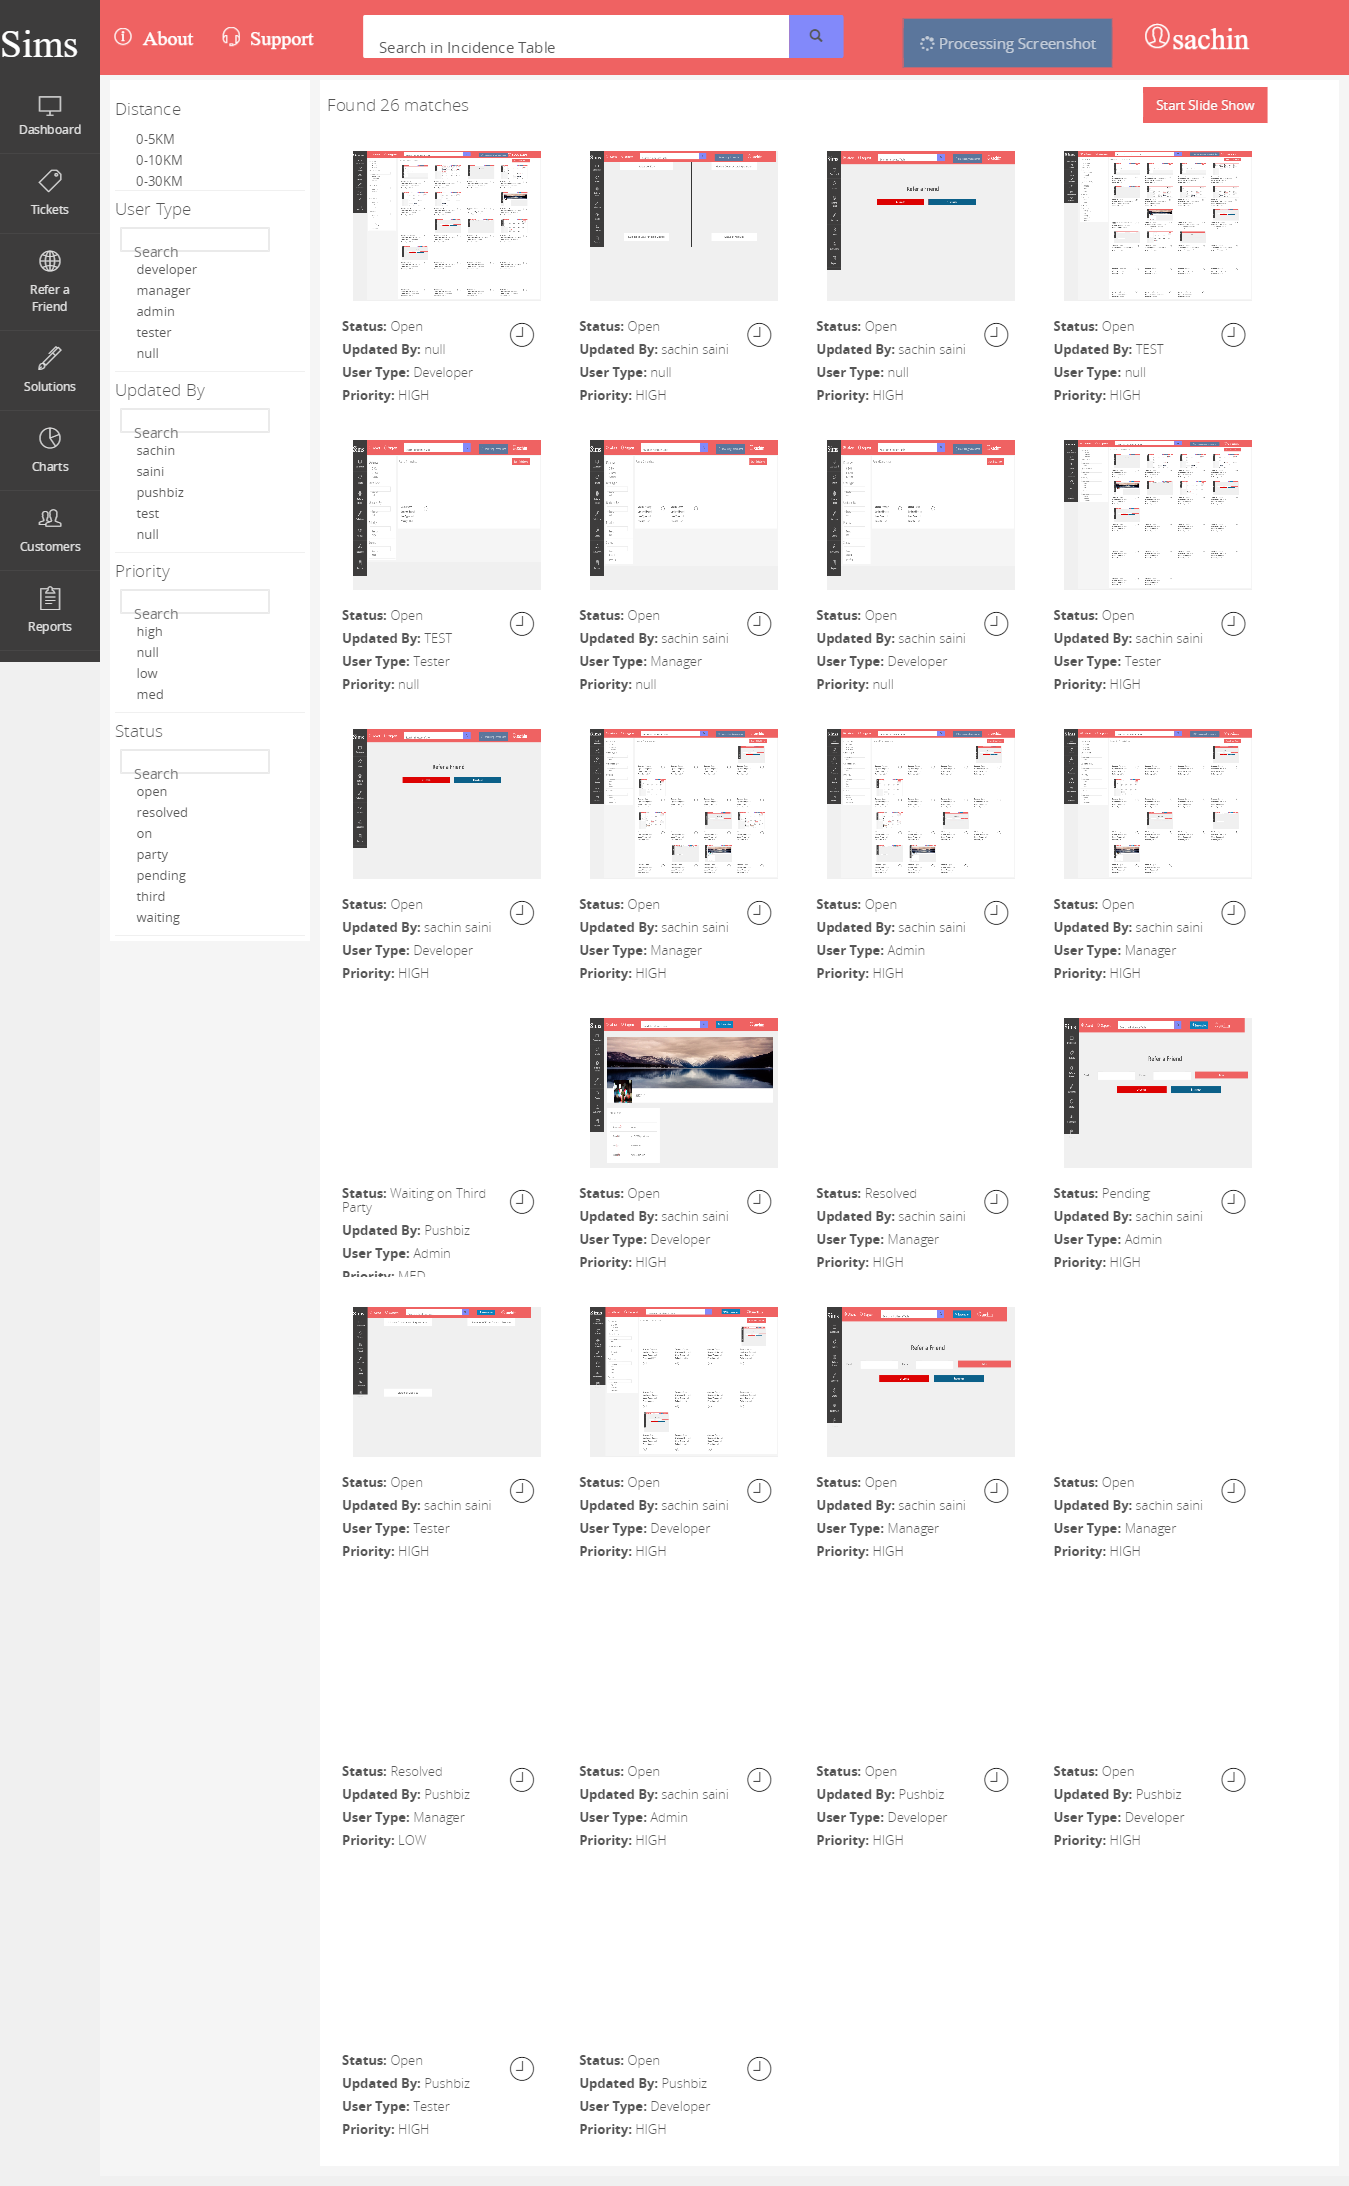 Sims
About
Support
Search in Incidence Table
Processing Screenshot
sachin
Dashboard
Tickets
Refer a
Friend
Solutions
Charts
Customers
Reports
Distance
0-5KM
0-10KM
0-30KM
User Type
Search
developer
manager
admin
tester
null
Updated By
Search
sachin
saini
pushbiz
test
null
Priority
Search
high
null
low
med
Status
Search
open
resolved
on
party
pending
third
waiting
Found 26 matches
Start Slide Show
Status: Open
Updated By: null
User Type: Developer
Priority: HIGH
Status: Open
Updated By: sachin saini
User Type: null
Priority: HIGH
Refer a Friend
Status: Open
Updated By: sachin saini
User Type: null
Priority: HIGH
Status: Open
Updated By: TEST
User Type: null
Priority: HIGH
Status: Open
Updated By: TEST
User Type: Tester
Priority: null
Status: Open
Updated By: sachin saini
User Type: Manager
Priority: null
Status: Open
Updated By: sachin saini
User Type: Developer
Priority: null
Status: Open
Updated By: sachin saini
User Type: Tester
Priority: HIGH
Refer a Friend
Status: Open
Updated By: sachin saini
User Type: Developer
Priority: HIGH
Status: Open
Updated By: sachin saini
User Type: Manager
Priority: HIGH
Status: Open
Updated By: sachin saini
User Type: Admin
Priority: HIGH
Status: Open
Updated By: sachin saini
User Type: Manager
Priority: HIGH
Status: Waiting on Third
Party
Updated By: Pushbiz
User Type: Admin
Priority: MED
Status: Open
Updated By: sachin saini
User Type: Developer
Priority: HIGH
Status: Resolved
Updated By: sachin saini
User Type: Manager
Priority: HIGH
Refer a Friend
Status: Pending
Updated By: sachin saini
User Type: Admin
Priority: HIGH
Status: Open
Updated By: sachin saini
User Type: Tester
Priority: HIGH
Status: Open
Updated By: sachin saini
User Type: Developer
Priority: HIGH
Refer a Friend
Status: Open
Updated By: sachin saini
User Type: Manager
Priority: HIGH
Status: Open
Updated By: sachin saini
User Type: Manager
Priority: HIGH
Status: Resolved
Updated By: Pushbiz
User Type: Manager
Priority: LOW
Status: Open
Updated By: sachin saini
User Type: Admin
Priority: HIGH
Status: Open
Updated By: Pushbiz
User Type: Developer
Priority: HIGH
Status: Open
Updated By: Pushbiz
User Type: Developer
Priority: HIGH
Status: Open
Updated By: Pushbiz
User Type: Tester
Priority: HIGH
Status: Open
Updated By: Pushbiz
User Type: Developer
Priority: HIGH